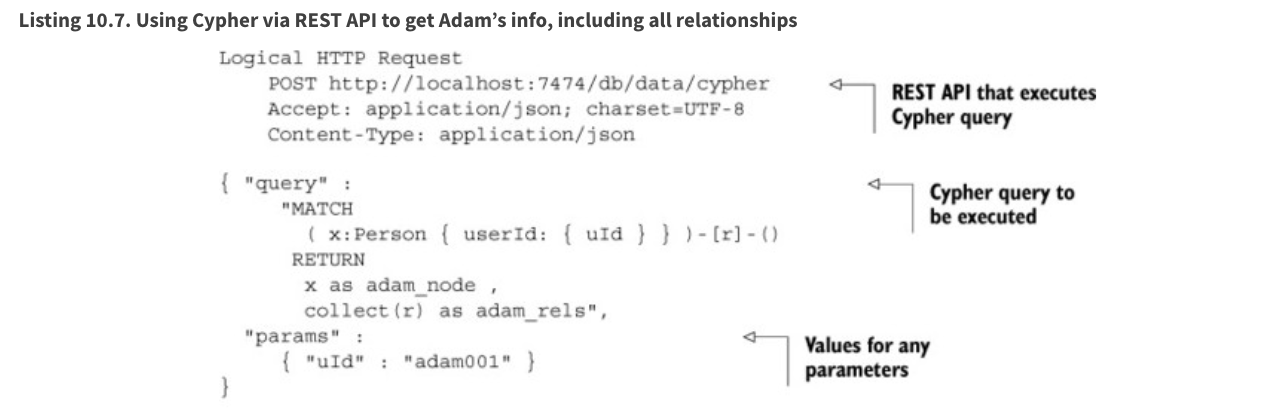 Listing 10.7. Using Cypher via REST API to get Adam’s info, including all relationships
Logical HTTP Request
POST http://localhost:7474/db/data/cypher
Accept: application/json; charset=UTF-8
Content-Type: application/json
REST API that executes
Cypher query
{ "query" :
"MATCH
( x:Person { userId: { uId } } )-[r]-()
RETURN
x as adam_node ,
collect(r) as adam_rels",
Cypher query to
be executed
"params" :
{ "uId" : "adam001" }
}
Values for any
parameters